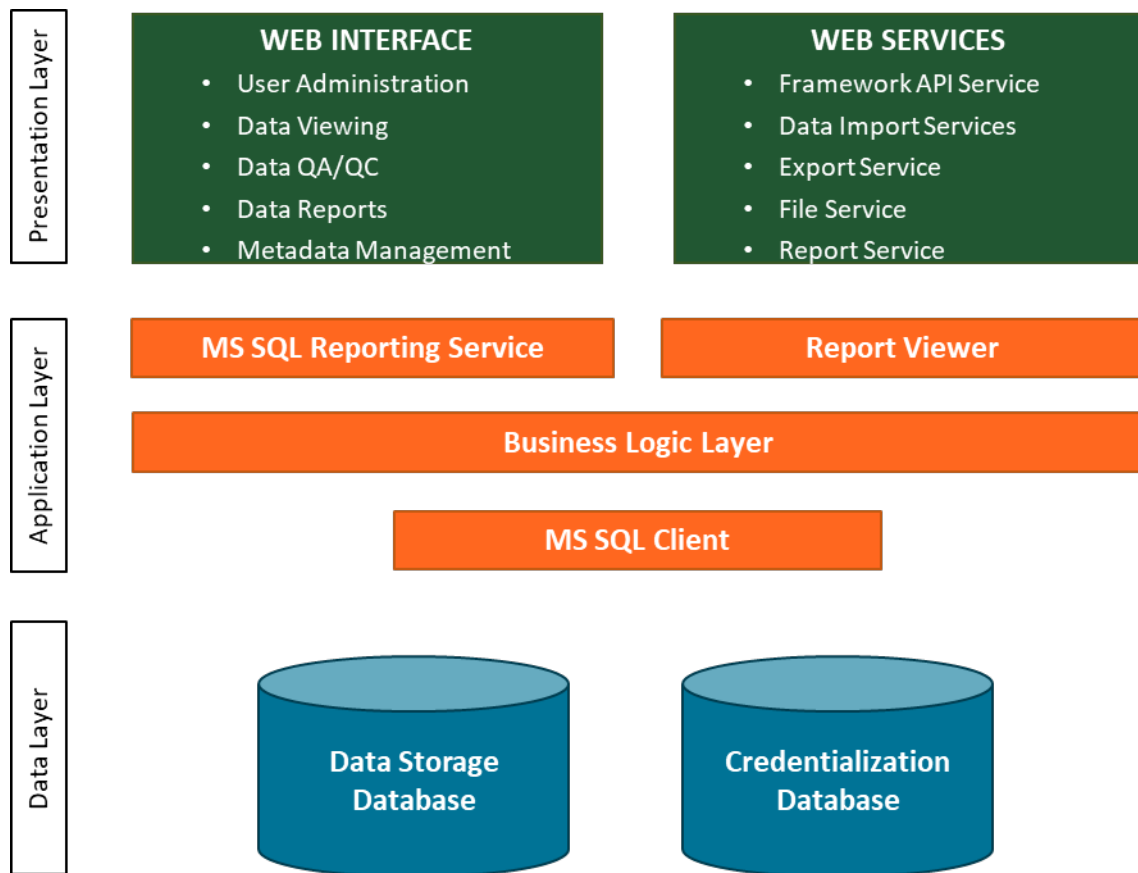 Presentation Layer
WEB INTERFACE
• User Administration
• Data Viewing
• Data QA/QC
• Data Reports
• Metadata Management
WEB SERVICES
• Framework API Service
• Data Import Services
• Export Service
• File Service
• Report Service
Application Layer
MS SQL Reporting Service
Report Viewer
Business Logic Layer
MS SQL Client
Data Layer
Data Storage
Database
Credentialization
Database